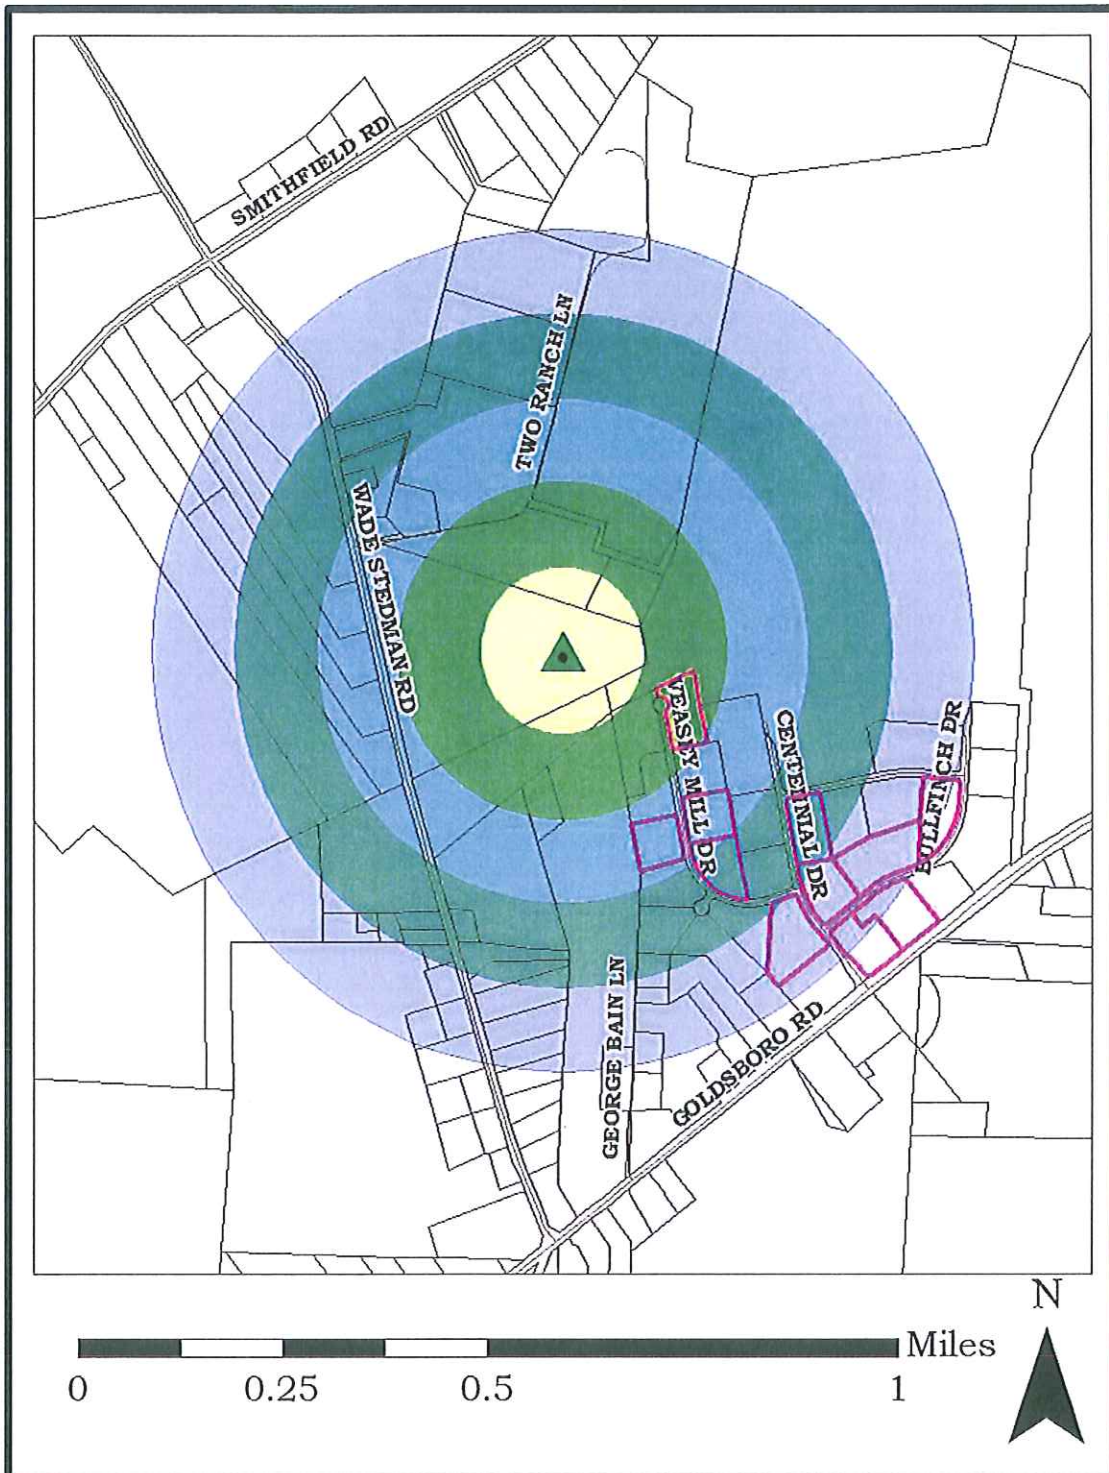 SMITHFIELD RD
TWO RANCH LN
WADE STEDMAN RD
VEASEY MILL DR
CENTENNIAL DR
BULLFINCH DR
GEORGE BAIN LN
GOLDSBORO RD
N
Miles
0 0.25 0.5 1